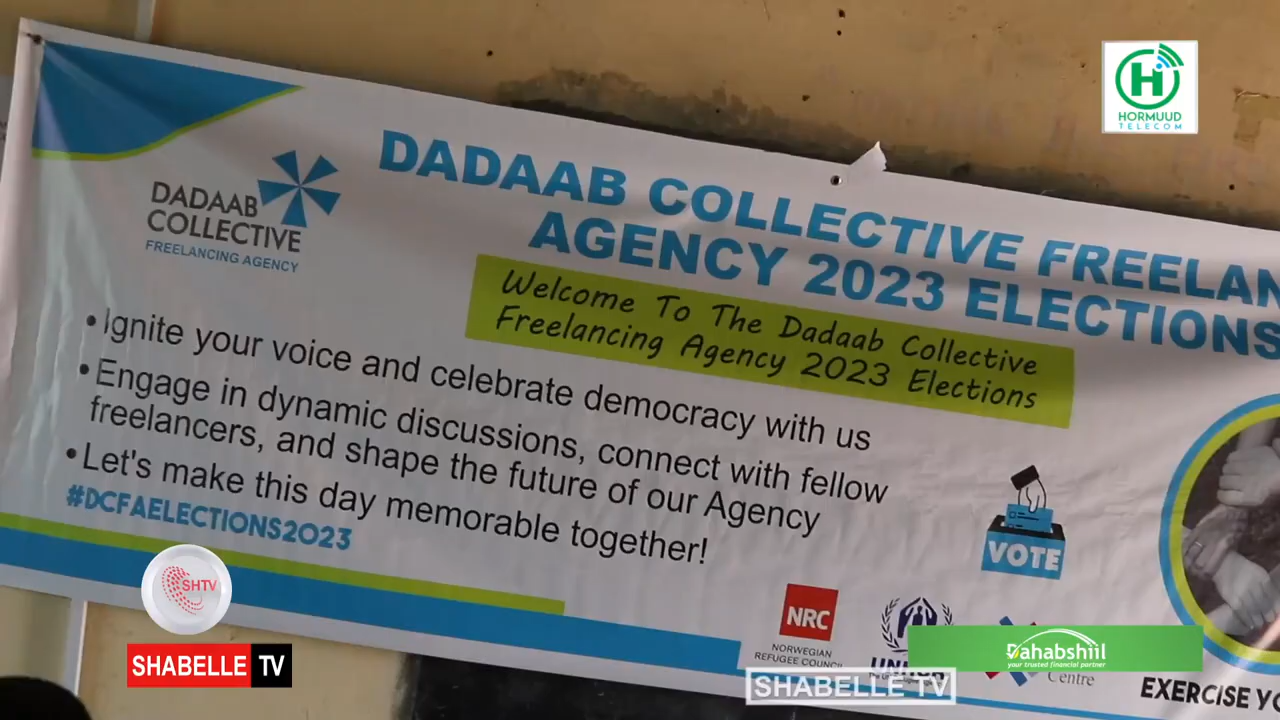 HORMUUD
TELECOM
DADAAB
COLLECTIVE
FREELANCING AGENCY
DADAAB COLLECTIVE FREELAN
AGENCY 2023 ELECTIONS
Welcome To The Dadaab Collective
Freelancing Agency 2023 Elections
• Ignite your voice and celebrate democracy with us
• Engage in dynamic discussions, connect with fellow
freelancers, and shape the future of our Agency
• Let's make this day memorable together!
#DCFAELECTIONS2023
VOTE
SHTV
SHABELLE TV
NRC
NORWEGIAN
REFUGEE COUNCIL
UNHCR
Dahabshiil
your trusted financial partner
Centre
SHABELLE TV
EXERCISE YO